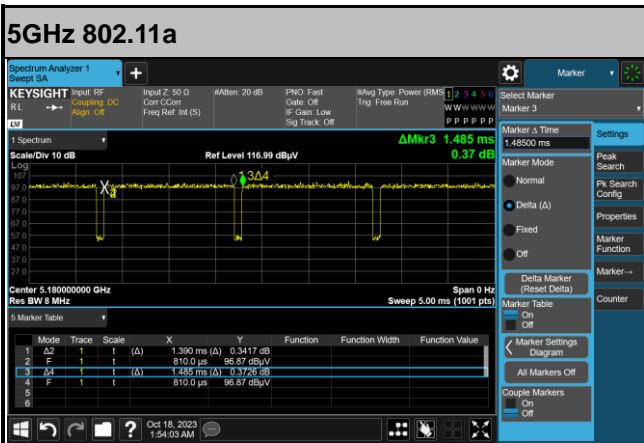 5GHz 802.11a
Spectrum Analyzer 1
Swept SA
Marker
KEYSIGHT
RL
LXI
Input: RF
Coupling: DC
Align: Off
Input Z: 50 Ω
Corr CCorr
Freq Ref: Int (S)
#Atten: 20 dB
PNO: Fast
Gate: Off
IF Gain: Low
Sig Track: Off
#Avg Type: Power (RMS
Trig: Free Run
1 2 3 4 5 6
W W W W W W
P P P P P P
Select Marker
Marker 3
1 Spectrum
ΔMkr3 1.485 ms
0.37 dB
Scale/Div 10 dB
Ref Level 116.99 dBµV
Log
107
97.0
87.0
77.0
67.0
57.0
47.0
37.0
27.0
3Δ4
Center 5.180000000 GHz
Res BW 8 MHz
Span 0 Hz
Sweep 5.00 ms (1001 pts)
5 Marker Table
Mode Trace Scale X Y Function Function Width Function Value
1 Δ2 1 t (Δ) 1.390 ms (Δ) 0.3417 dB
2 F 1 t 810.0 µs 96.87 dBµV
3 Δ4 1 t (Δ) 1.485 ms (Δ) 0.3726 dB
4 F 1 t 810.0 µs 96.87 dBµV
5
6
Marker Δ Time
1.48500 ms
Marker Mode
Normal
Delta (Δ)
Fixed
Off
Delta Marker
(Reset Delta)
Marker Table
On
Off
Marker Settings
Diagram
All Markers Off
Couple Markers
On
Off
Settings
Peak
Search
Pk Search
Config
Properties
Marker
Function
Marker→
Counter
?
Oct 18, 2023
1:54:03 AM